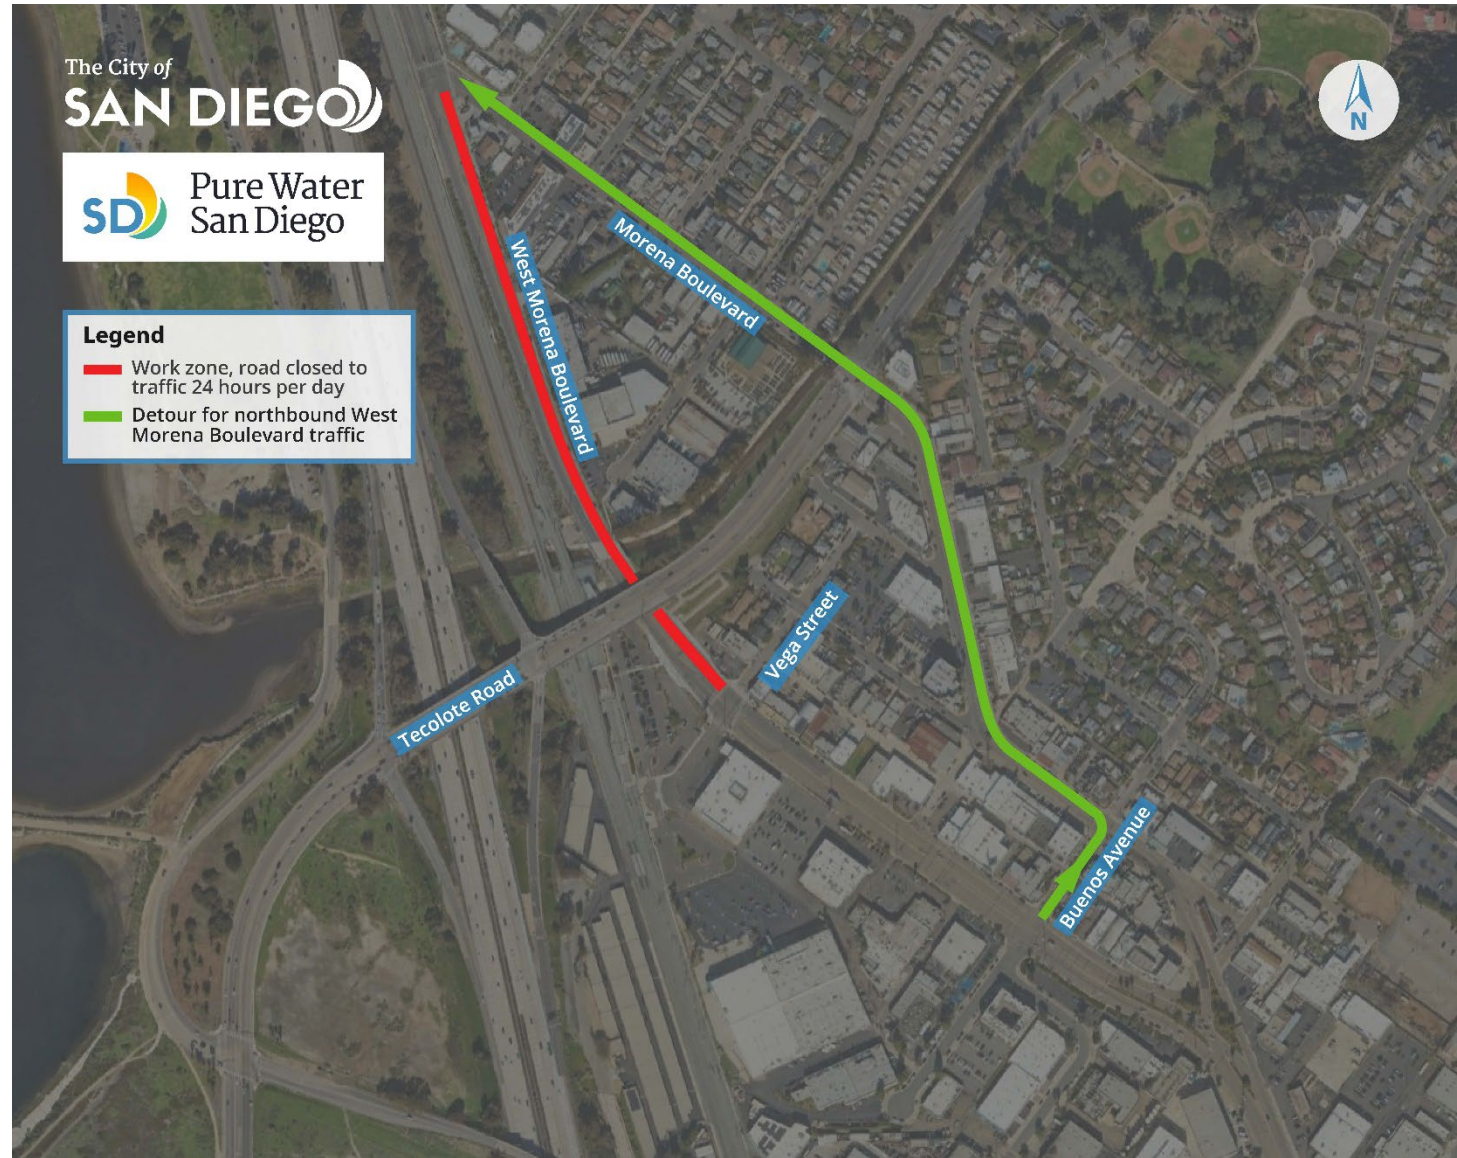 The City of
SAN DIEGO
SD
Pure Water
San Diego
N
Legend
Work zone, road closed to
traffic 24 hours per day
Detour for northbound West
Morena Boulevard traffic
Morena Boulevard
West Morena Boulevard
Vega Street
Tecolote Road
Buenos Avenue